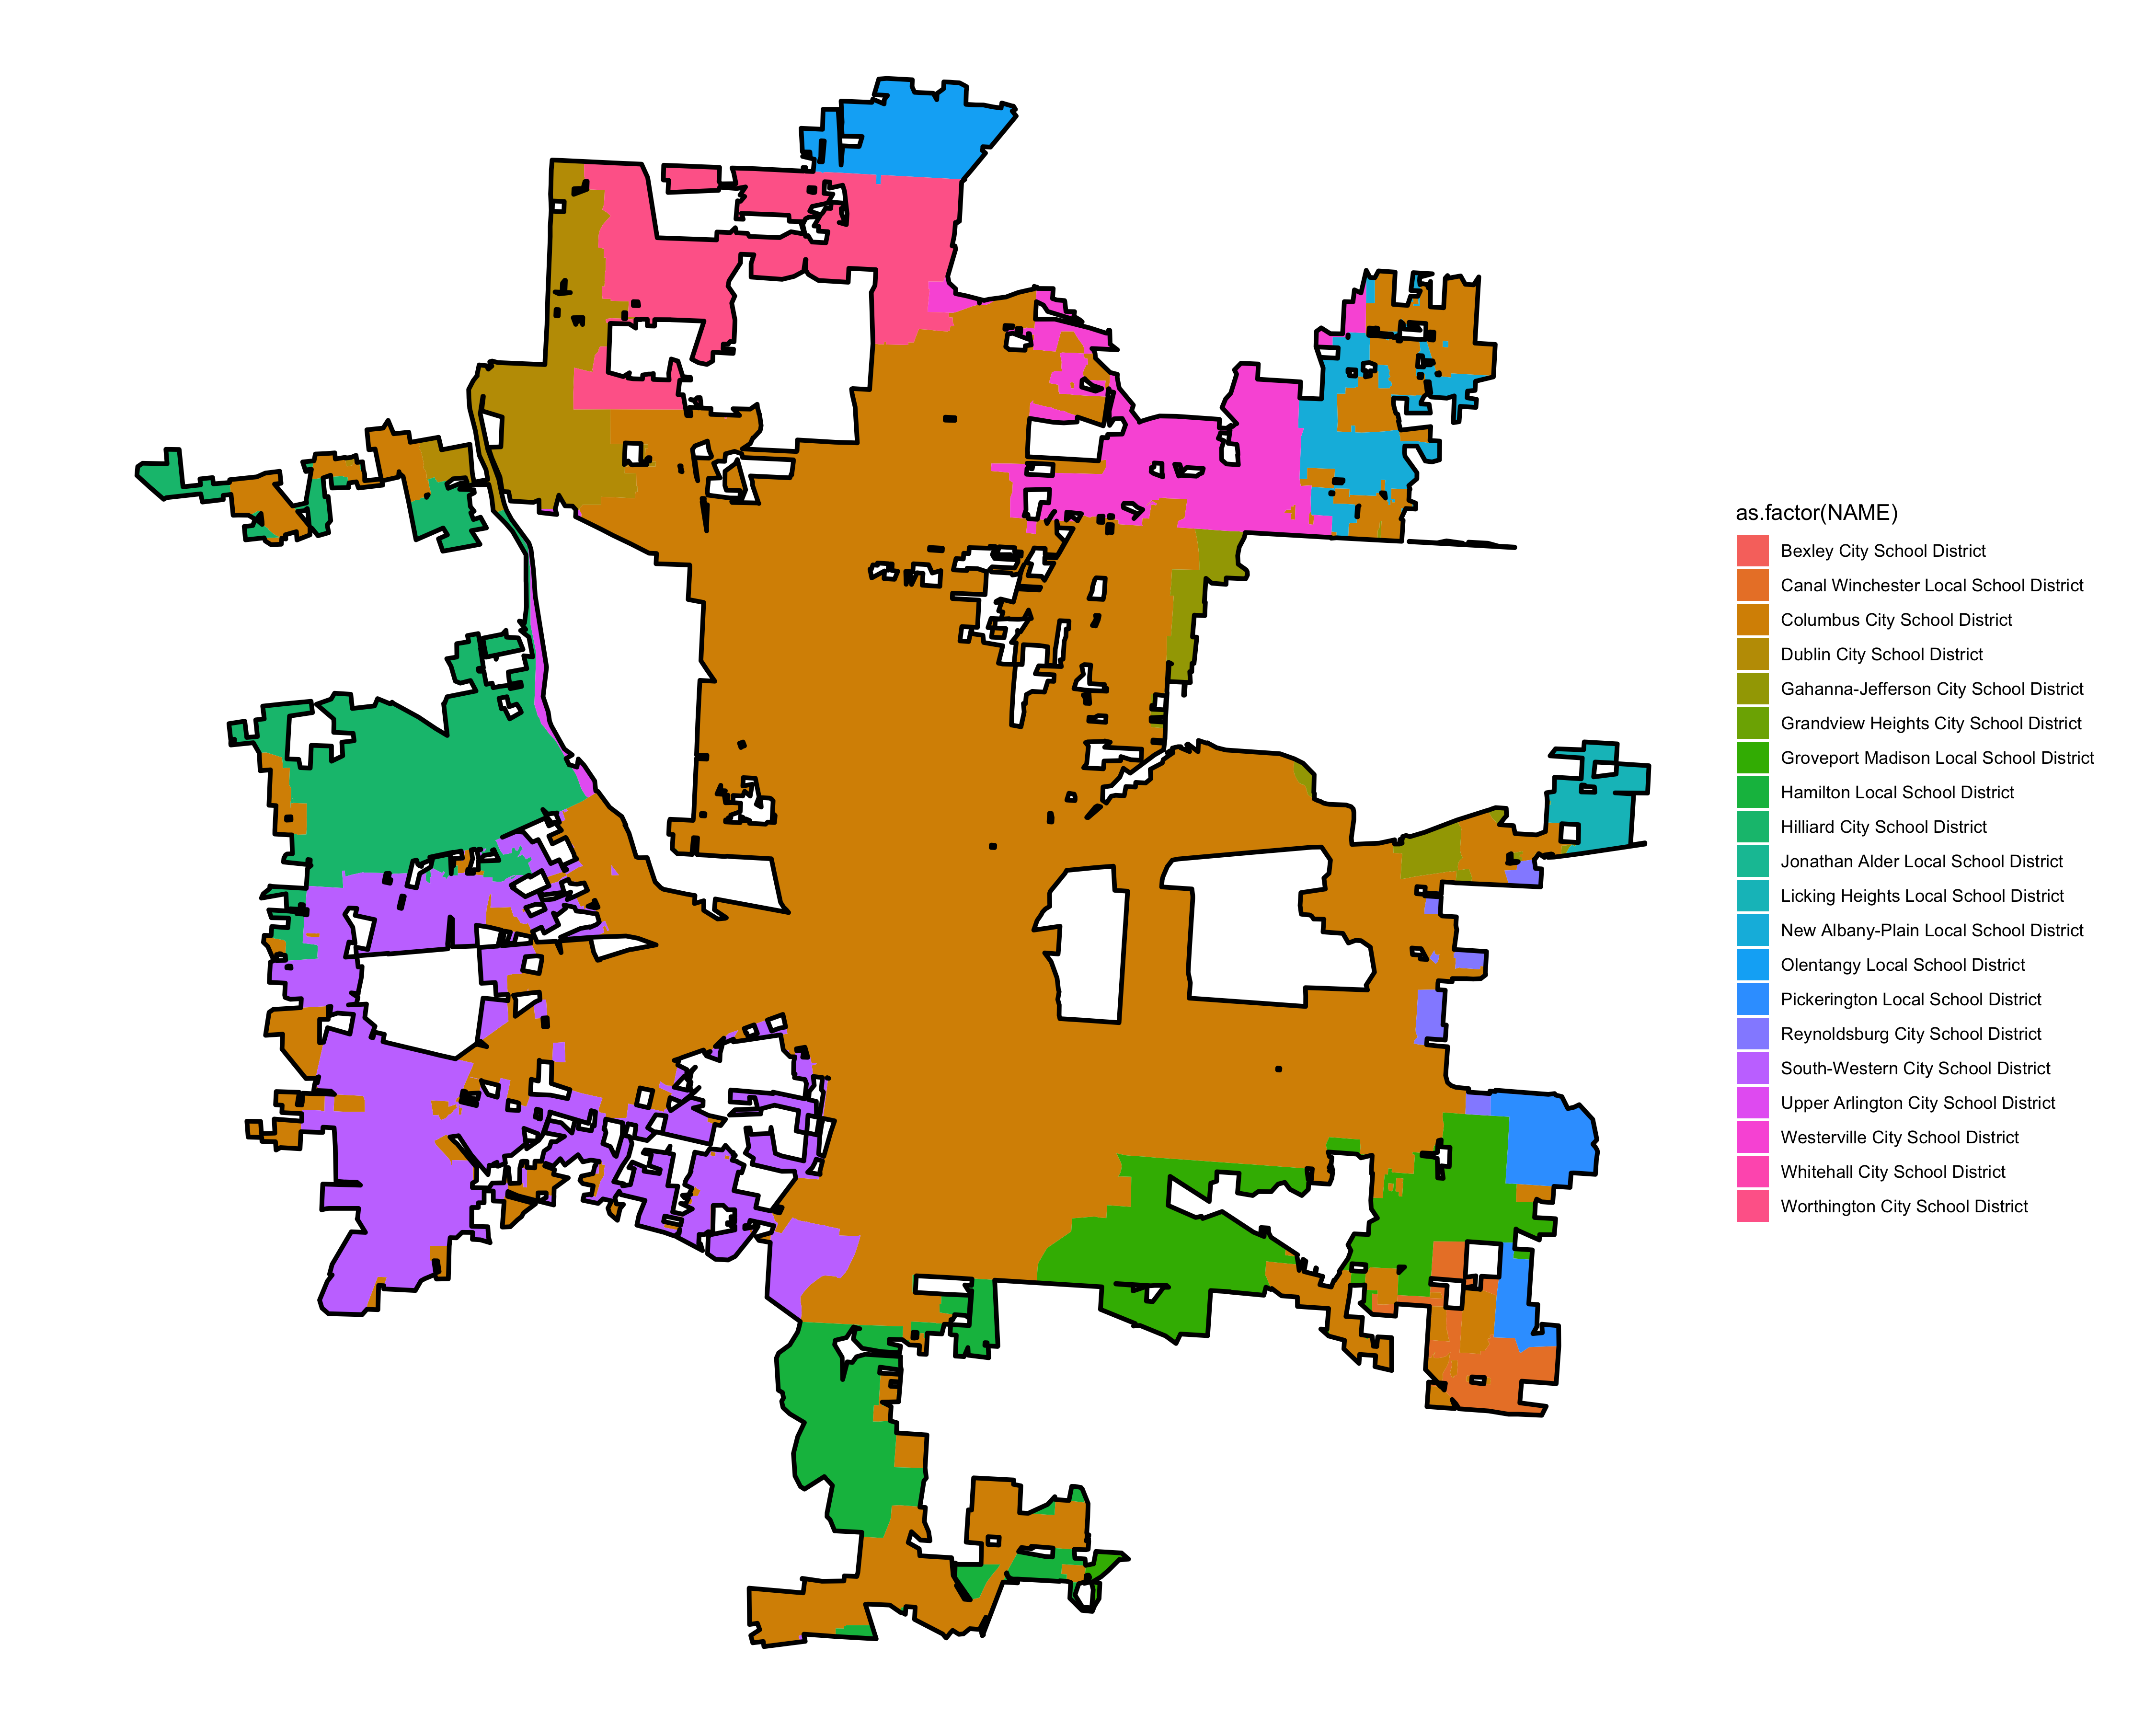 as.factor(NAME)
Bexley City School District
Canal Winchester Local School District
Columbus City School District
Dublin City School District
Gahanna-Jefferson City School District
Grandview Heights City School District
Groveport Madison Local School District
Hamilton Local School District
Hilliard City School District
Jonathan Alder Local School District
Licking Heights Local School District
New Albany-Plain Local School District
Olentangy Local School District
Pickerington Local School District
Reynoldsburg City School District
South-Western City School District
Upper Arlington City School District
Westerville City School District
Whitehall City School District
Worthington City School District